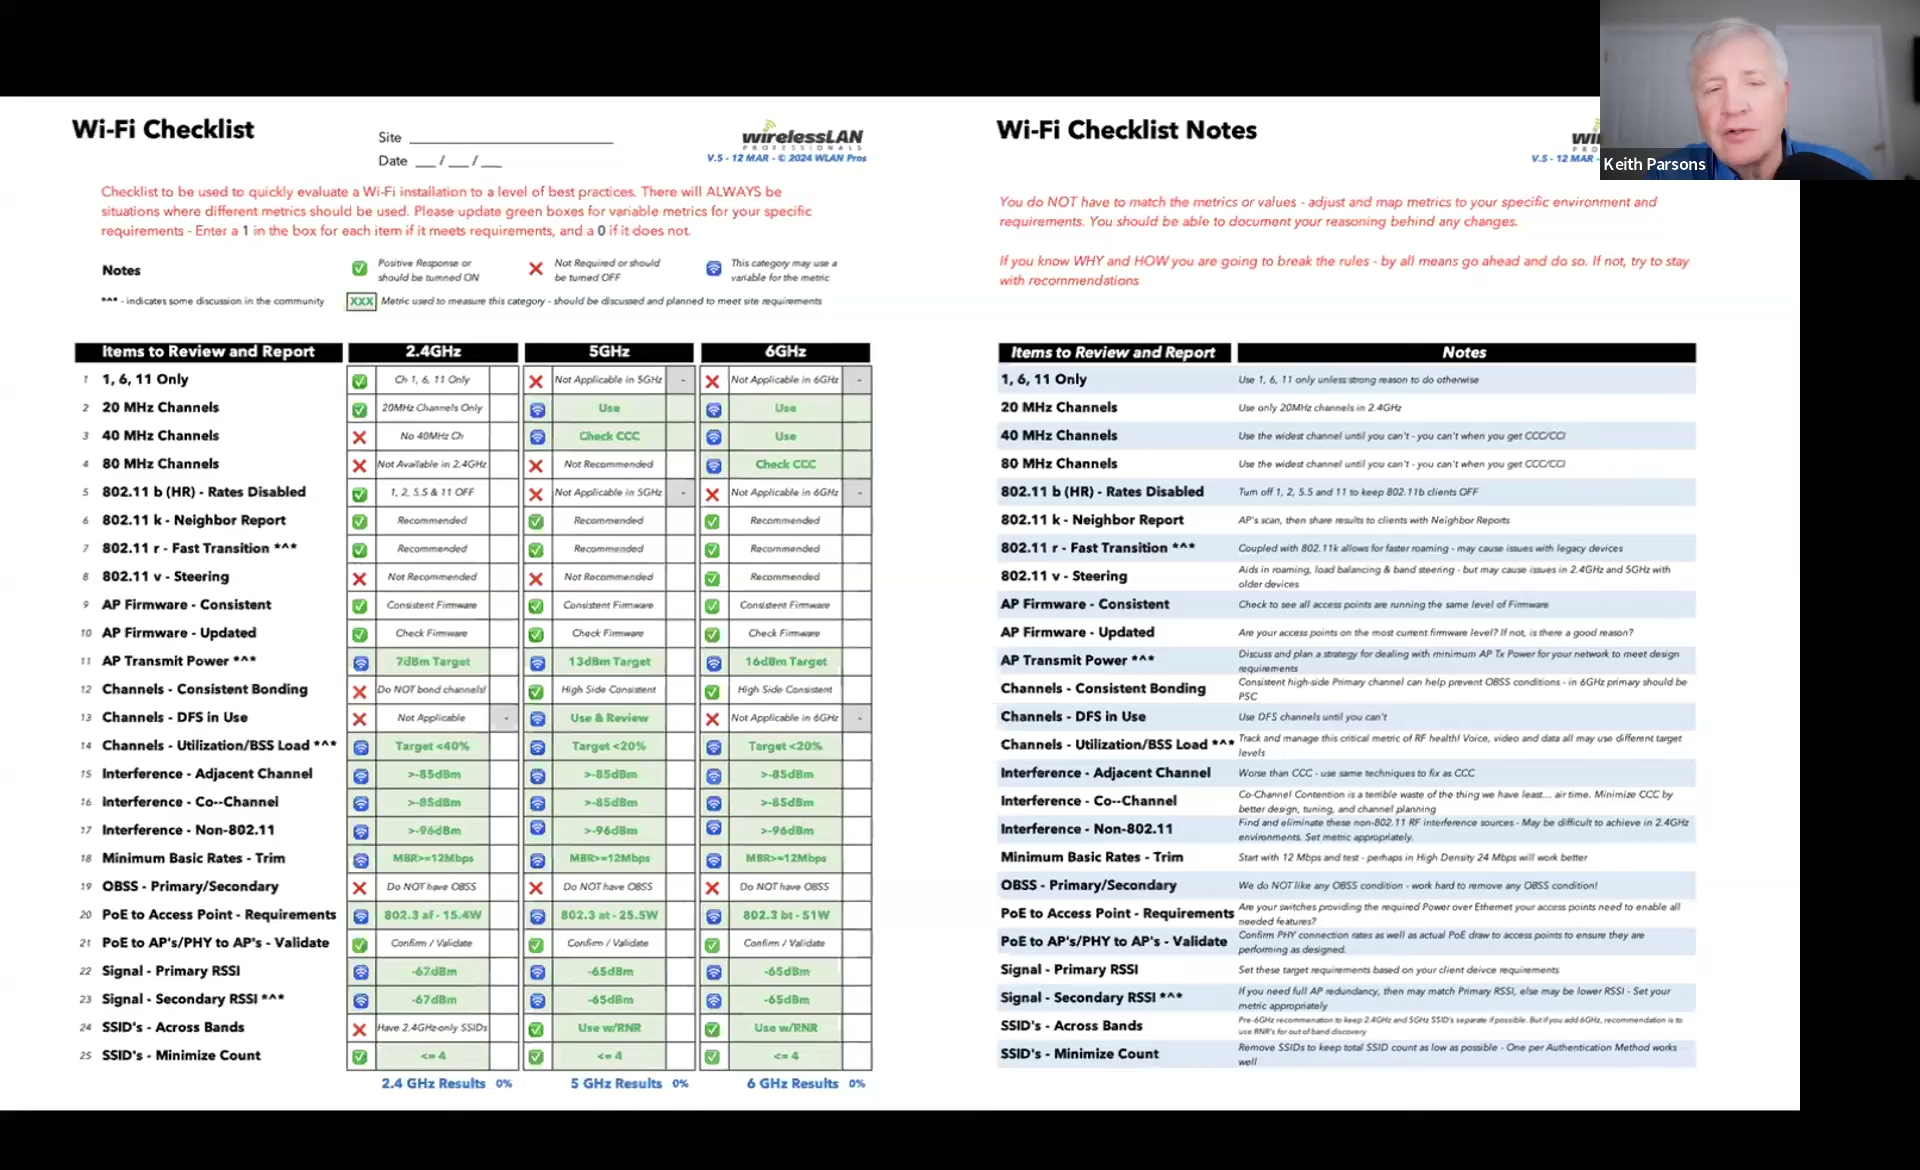 Wi-Fi Checklist
Site
Date __ / __ / __
wirelessLAN
PROFESSIONALS
V.5 - 12 MAR - © 2024 WLAN Pros
Checklist to be used to quickly evaluate a Wi-Fi installation to a level of best practices. There will ALWAYS be
situations where different metrics should be used. Please update green boxes for variable metrics for your specific
requirements - Enter a 1 in the box for each item if it meets requirements, and a 0 if it does not.
Notes
Positive Response or
should be turned ON
Not Required or should
be turned OFF
This category may use a
variable for the metric
*^* - indicates some discussion in the community
XXX Metric used to measure this category - should be discussed and planned to meet site requirements
Items to Review and Report 2.4GHz 5GHz 6GHz
1 1, 6, 11 Only Ch 1, 6, 11 Only Not Applicable in 5GHz - Not Applicable in 6GHz -
2 20 MHz Channels 20MHz Channels Only Use Use
3 40 MHz Channels No 40MHz Ch Check CCC Use
4 80 MHz Channels Not Available in 2.4GHz Not Recommended Check CCC
5 802.11 b (HR) - Rates Disabled 1, 2, 5.5 & 11 OFF Not Applicable in 5GHz - Not Applicable in 6GHz -
6 802.11 k - Neighbor Report Recommended Recommended Recommended
7 802.11 r - Fast Transition *^* Recommended Recommended Recommended
8 802.11 v - Steering Not Recommended Not Recommended Recommended
9 AP Firmware - Consistent Consistent Firmware Consistent Firmware Consistent Firmware
10 AP Firmware - Updated Check Firmware Check Firmware Check Firmware
11 AP Transmit Power *^* 7dBm Target 13dBm Target 16dBm Target
12 Channels - Consistent Bonding Do NOT bond channels! High Side Consistent High Side Consistent
13 Channels - DFS in Use Not Applicable - Use & Review Not Applicable in 6GHz -
14 Channels - Utilization/BSS Load *^* Target <40% Target <20% Target <20%
15 Interference - Adjacent Channel >-85dBm >-85dBm >-85dBm
16 Interference - Co--Channel >-85dBm >-85dBm >-85dBm
17 Interference - Non-802.11 >-96dBm >-96dBm >-96dBm
18 Minimum Basic Rates - Trim MBR>=12Mbps MBR>=12Mbps MBR>=12Mbps
19 OBSS - Primary/Secondary Do NOT have OBSS Do NOT have OBSS Do NOT have OBSS
20 PoE to Access Point - Requirements 802.3 af - 15.4W 802.3 at - 25.5W 802.3 bt - 51W
21 PoE to AP's/PHY to AP's - Validate Confirm / Validate Confirm / Validate Confirm / Validate
22 Signal - Primary RSSI -67dBm -65dBm -65dBm
23 Signal - Secondary RSSI *^* -67dBm -65dBm -65dBm
24 SSID's - Across Bands Have 2.4GHz-only SSIDs Use w/RNR Use w/RNR
25 SSID's - Minimize Count <= 4 <= 4 <= 4
2.4 GHz Results 0% 5 GHz Results 0% 6 GHz Results 0%
Wi-Fi Checklist Notes
V.5 - 12 MAR -
Keith Parsons
You do NOT have to match the metrics or values - adjust and map metrics to your specific environment and
requirements. You should be able to document your reasoning behind any changes.
If you know WHY and HOW you are going to break the rules - by all means go ahead and do so. If not, try to stay
with recommendations
Items to Review and Report Notes
1, 6, 11 Only Use 1, 6, 11 only unless strong reason to do otherwise
20 MHz Channels Use only 20MHz channels in 2.4GHz
40 MHz Channels Use the widest channel until you can't - you can't when you get CCC/CCI
80 MHz Channels Use the widest channel until you can't - you can't when you get CCC/CCI
802.11 b (HR) - Rates Disabled Turn off 1, 2, 5.5 and 11 to keep 802.11b clients OFF
802.11 k - Neighbor Report AP's scan, then share results to clients with Neighbor Reports
802.11 r - Fast Transition *^* Coupled with 802.11k allows for faster roaming - may cause issues with legacy devices
802.11 v - Steering Aids in roaming, load balancing & band steering - but may cause issues in 2.4GHz and 5GHz with
older devices
AP Firmware - Consistent Check to see all access points are running the same level of Firmware
AP Firmware - Updated Are your access points on the most current firmware level? If not, is there a good reason?
AP Transmit Power *^* Discuss and plan a strategy for dealing with minimum AP Tx Power for your network to meet design
requirements
Channels - Consistent Bonding Consistent high-side Primary channel can help prevent OBSS conditions - in 6GHz primary should be
PSC
Channels - DFS in Use Use DFS channels until you can't
Channels - Utilization/BSS Load *^* Track and manage this critical metric of RF health! Voice, video and data all may use different target
levels
Interference - Adjacent Channel Worse than CCC - use same techniques to fix as CCC
Interference - Co--Channel Co-Channel Contention is a terrible waste of the thing we have least... air time. Minimize CCC by
better design, tuning, and channel planning
Interference - Non-802.11 Find and eliminate these non-802.11 RF interference sources - May be difficult to achieve in 2.4GHz
environments. Set metric appropriately.
Minimum Basic Rates - Trim Start with 12 Mbps and test - perhaps in High Density 24 Mbps will work better
OBSS - Primary/Secondary We do NOT like any OBSS condition - work hard to remove any OBSS condition!
PoE to Access Point - Requirements Are your switches providing the required Power over Ethernet your access points need to enable all
needed features?
PoE to AP's/PHY to AP's - Validate Confirm PHY connection rates as well as actual PoE draw to access points to ensure they are
performing as designed.
Signal - Primary RSSI Set these target requirements based on your client deivce requirements
Signal - Secondary RSSI *^* If you need full AP redundancy, then may match Primary RSSI, else may be lower RSSI - Set your
metric appropriately
SSID's - Across Bands Pre-6GHz recommenation to keep 2.4GHz and 5GHz SSID's separate if possible. But if you add 6GHz, recommendation is to
use RNR's for out of band discovery
SSID's - Minimize Count Remove SSIDs to keep total SSID count as low as possible - One per Authentication Method works
well